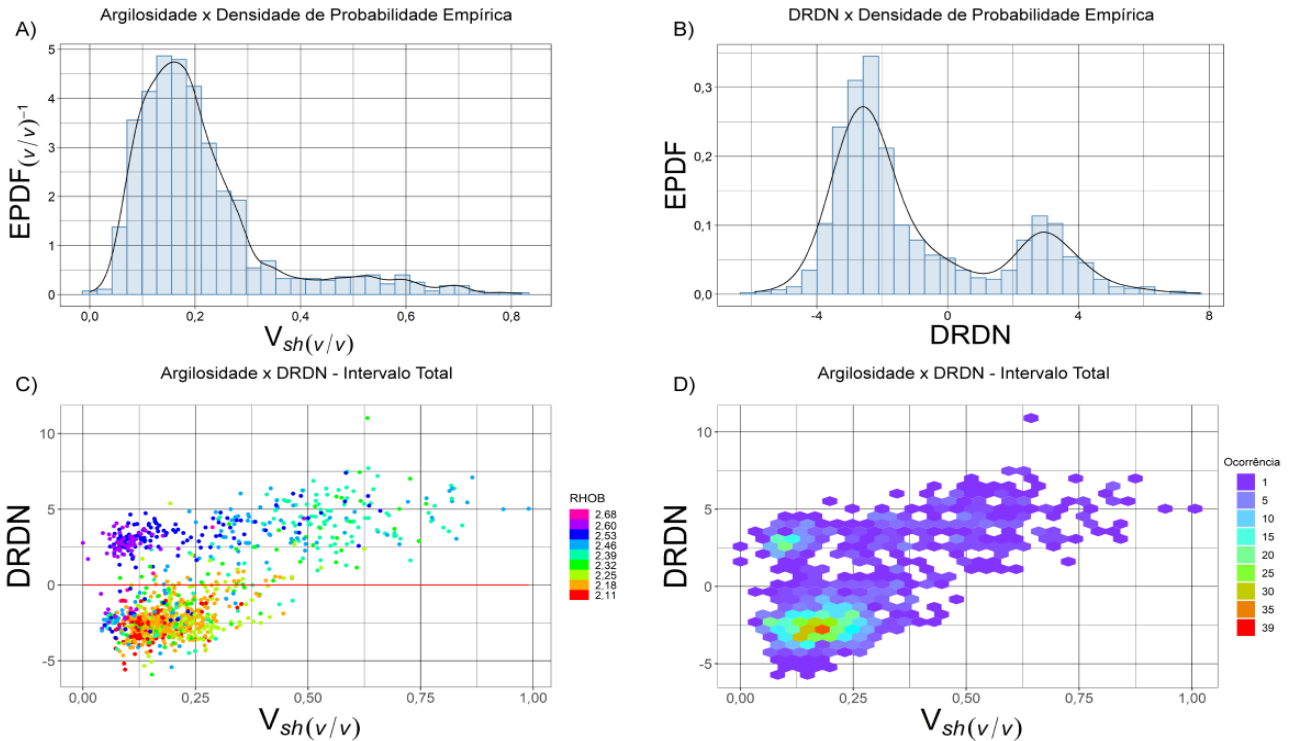 Argilosidade x Densidade de Probabilidade Empírica
A)
EPDF(v/v)−1
5
4
3
2
1
0
0,0 0,2 0,4 0,6 0,8
Vsh(v/v)
DRDN x Densidade de Probabilidade Empírica
B)
EPDF
0,3
0,2
0,1
0,0
-4 0 4 8
DRDN
Argilosidade x DRDN - Intervalo Total
C)
DRDN
10
5
0
-5
0,00 0,25 0,50 0,75 1,00
Vsh(v/v)
RHOB
2.68
2.60
2.53
2.46
2.39
2.32
2.25
2.18
2.11
Argilosidade x DRDN - Intervalo Total
D)
DRDN
10
5
0
-5
0,00 0,25 0,50 0,75 1,00
Vsh(v/v)
Ocorrência
1
5
10
15
20
25
30
35
39